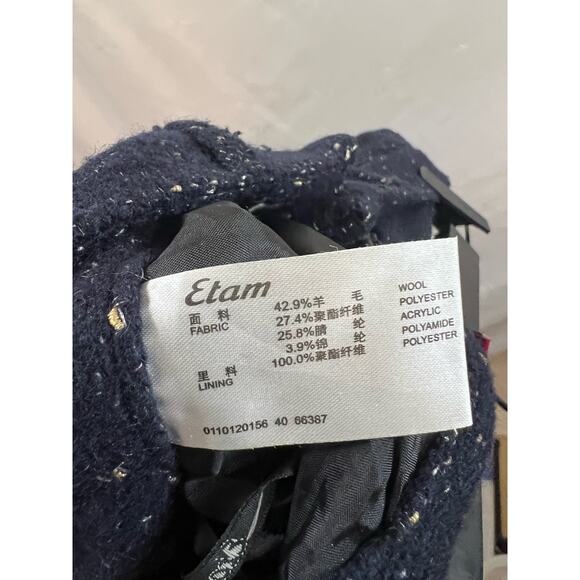 Etam
面 料 42.9%羊 毛 WOOL
FABRIC 27.4%聚酯纤维 POLYESTER
25.8%腈 纶 ACRYLIC
3.9%锦 纶 POLYAMIDE
里 料 100.0%聚酯纤维 POLYESTER
LINING
0110120156 40 66387